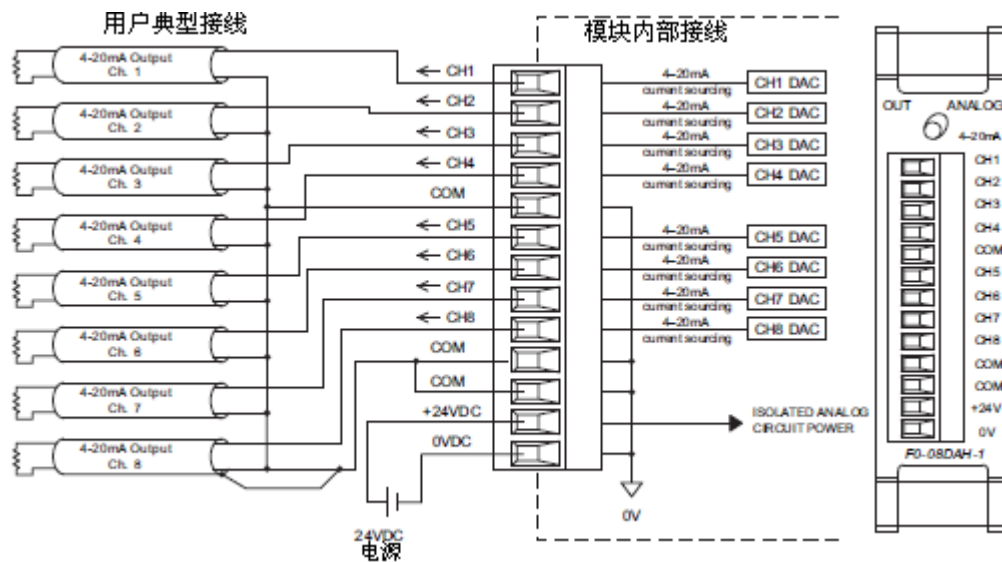 用户典型接线
模块内部接线
4-20mA Output
Ch. 1
4-20mA Output
Ch. 2
4-20mA Output
Ch. 3
4-20mA Output
Ch. 4
4-20mA Output
Ch. 5
4-20mA Output
Ch. 6
4-20mA Output
Ch. 7
4-20mA Output
Ch. 8
← CH1
← CH2
← CH3
← CH4
COM
← CH5
← CH6
← CH7
← CH8
COM
COM
+24VDC
0VDC
24VDC
电源
4–20mA
current sourcing
CH1 DAC
4–20mA
current sourcing
CH2 DAC
4–20mA
current sourcing
CH3 DAC
4–20mA
current sourcing
CH4 DAC
4–20mA
current sourcing
CH5 DAC
4–20mA
current sourcing
CH6 DAC
4–20mA
current sourcing
CH7 DAC
4–20mA
current sourcing
CH8 DAC
ISOLATED ANALOG
CIRCUIT POWER
0V
OUT ANALOG
4–20mA
CH1
CH2
CH3
CH4
COM
CH5
CH6
CH7
CH8
COM
COM
+24V
0V
F0-08DAH-1